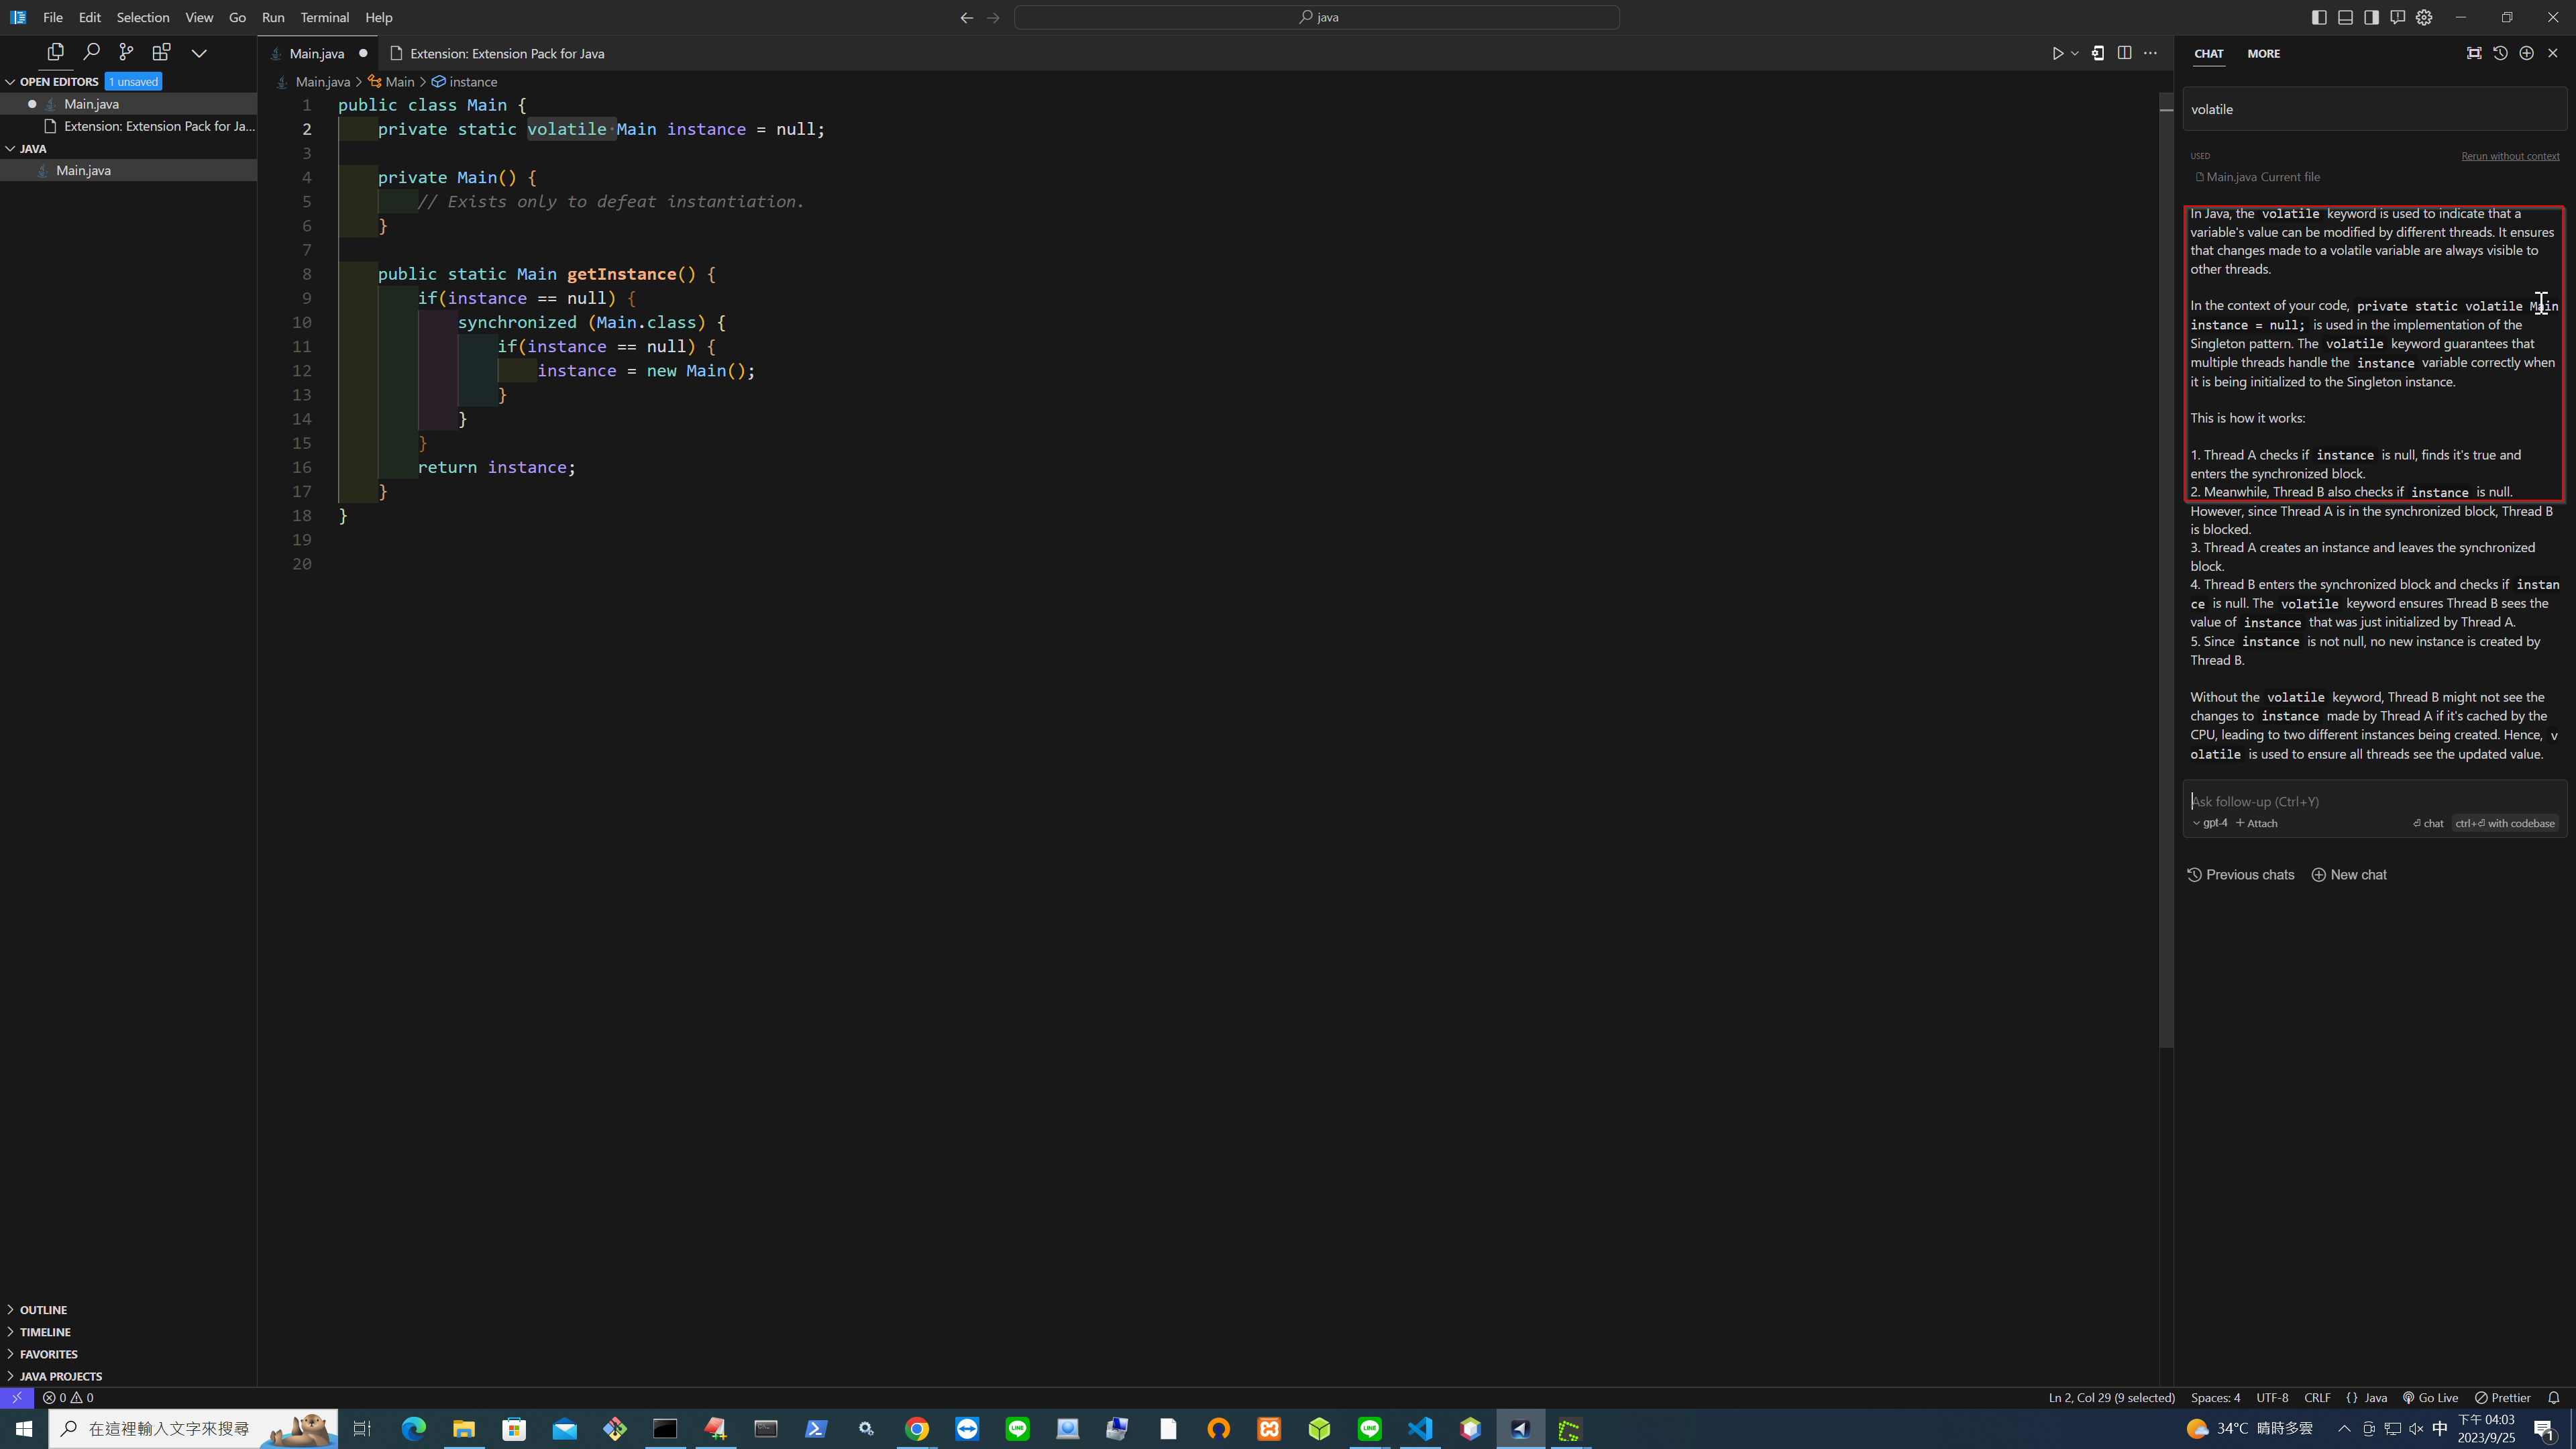 File Edit Selection View Go Run Terminal Help
java
OPEN EDITORS 1 unsaved
Main.java
Extension: Extension Pack for Ja...
JAVA
Main.java
Main.java
Extension: Extension Pack for Java
Main.java > Main > instance
1 public class Main {
2 private static volatile Main instance = null;
3
4 private Main() {
5 // Exists only to defeat instantiation.
6 }
7
8 public static Main getInstance() {
9 if(instance == null) {
10 synchronized (Main.class) {
11 if(instance == null) {
12 instance = new Main();
13 }
14 }
15 }
16 return instance;
17 }
18 }
19
20
CHAT MORE
volatile
USED
Rerun without context
Main.java Current file
In Java, the volatile keyword is used to indicate that a
variable's value can be modified by different threads. It ensures
that changes made to a volatile variable are always visible to
other threads.
In the context of your code, private static volatile Main
instance = null; is used in the implementation of the
Singleton pattern. The volatile keyword guarantees that
multiple threads handle the instance variable correctly when
it is being initialized to the Singleton instance.
This is how it works:
1. Thread A checks if instance is null, finds it's true and
enters the synchronized block.
2. Meanwhile, Thread B also checks if instance is null.
However, since Thread A is in the synchronized block, Thread B
is blocked.
3. Thread A creates an instance and leaves the synchronized
block.
4. Thread B enters the synchronized block and checks if instan
ce is null. The volatile keyword ensures Thread B sees the
value of instance that was just initialized by Thread A.
5. Since instance is not null, no new instance is created by
Thread B.
Without the volatile keyword, Thread B might not see the
changes to instance made by Thread A if it's cached by the
CPU, leading to two different instances being created. Hence, v
olatile is used to ensure all threads see the updated value.
Ask follow-up (Ctrl+Y)
gpt-4 + Attach
chat ctrl+⏎ with codebase
Previous chats New chat
OUTLINE
TIMELINE
FAVORITES
JAVA PROJECTS
0 0
Ln 2, Col 29 (9 selected) Spaces: 4 UTF-8 CRLF {} Java Go Live Prettier
在這裡輸入文字來搜尋
34°C 晴時多雲
中
下午 04:03
2023/9/25
1